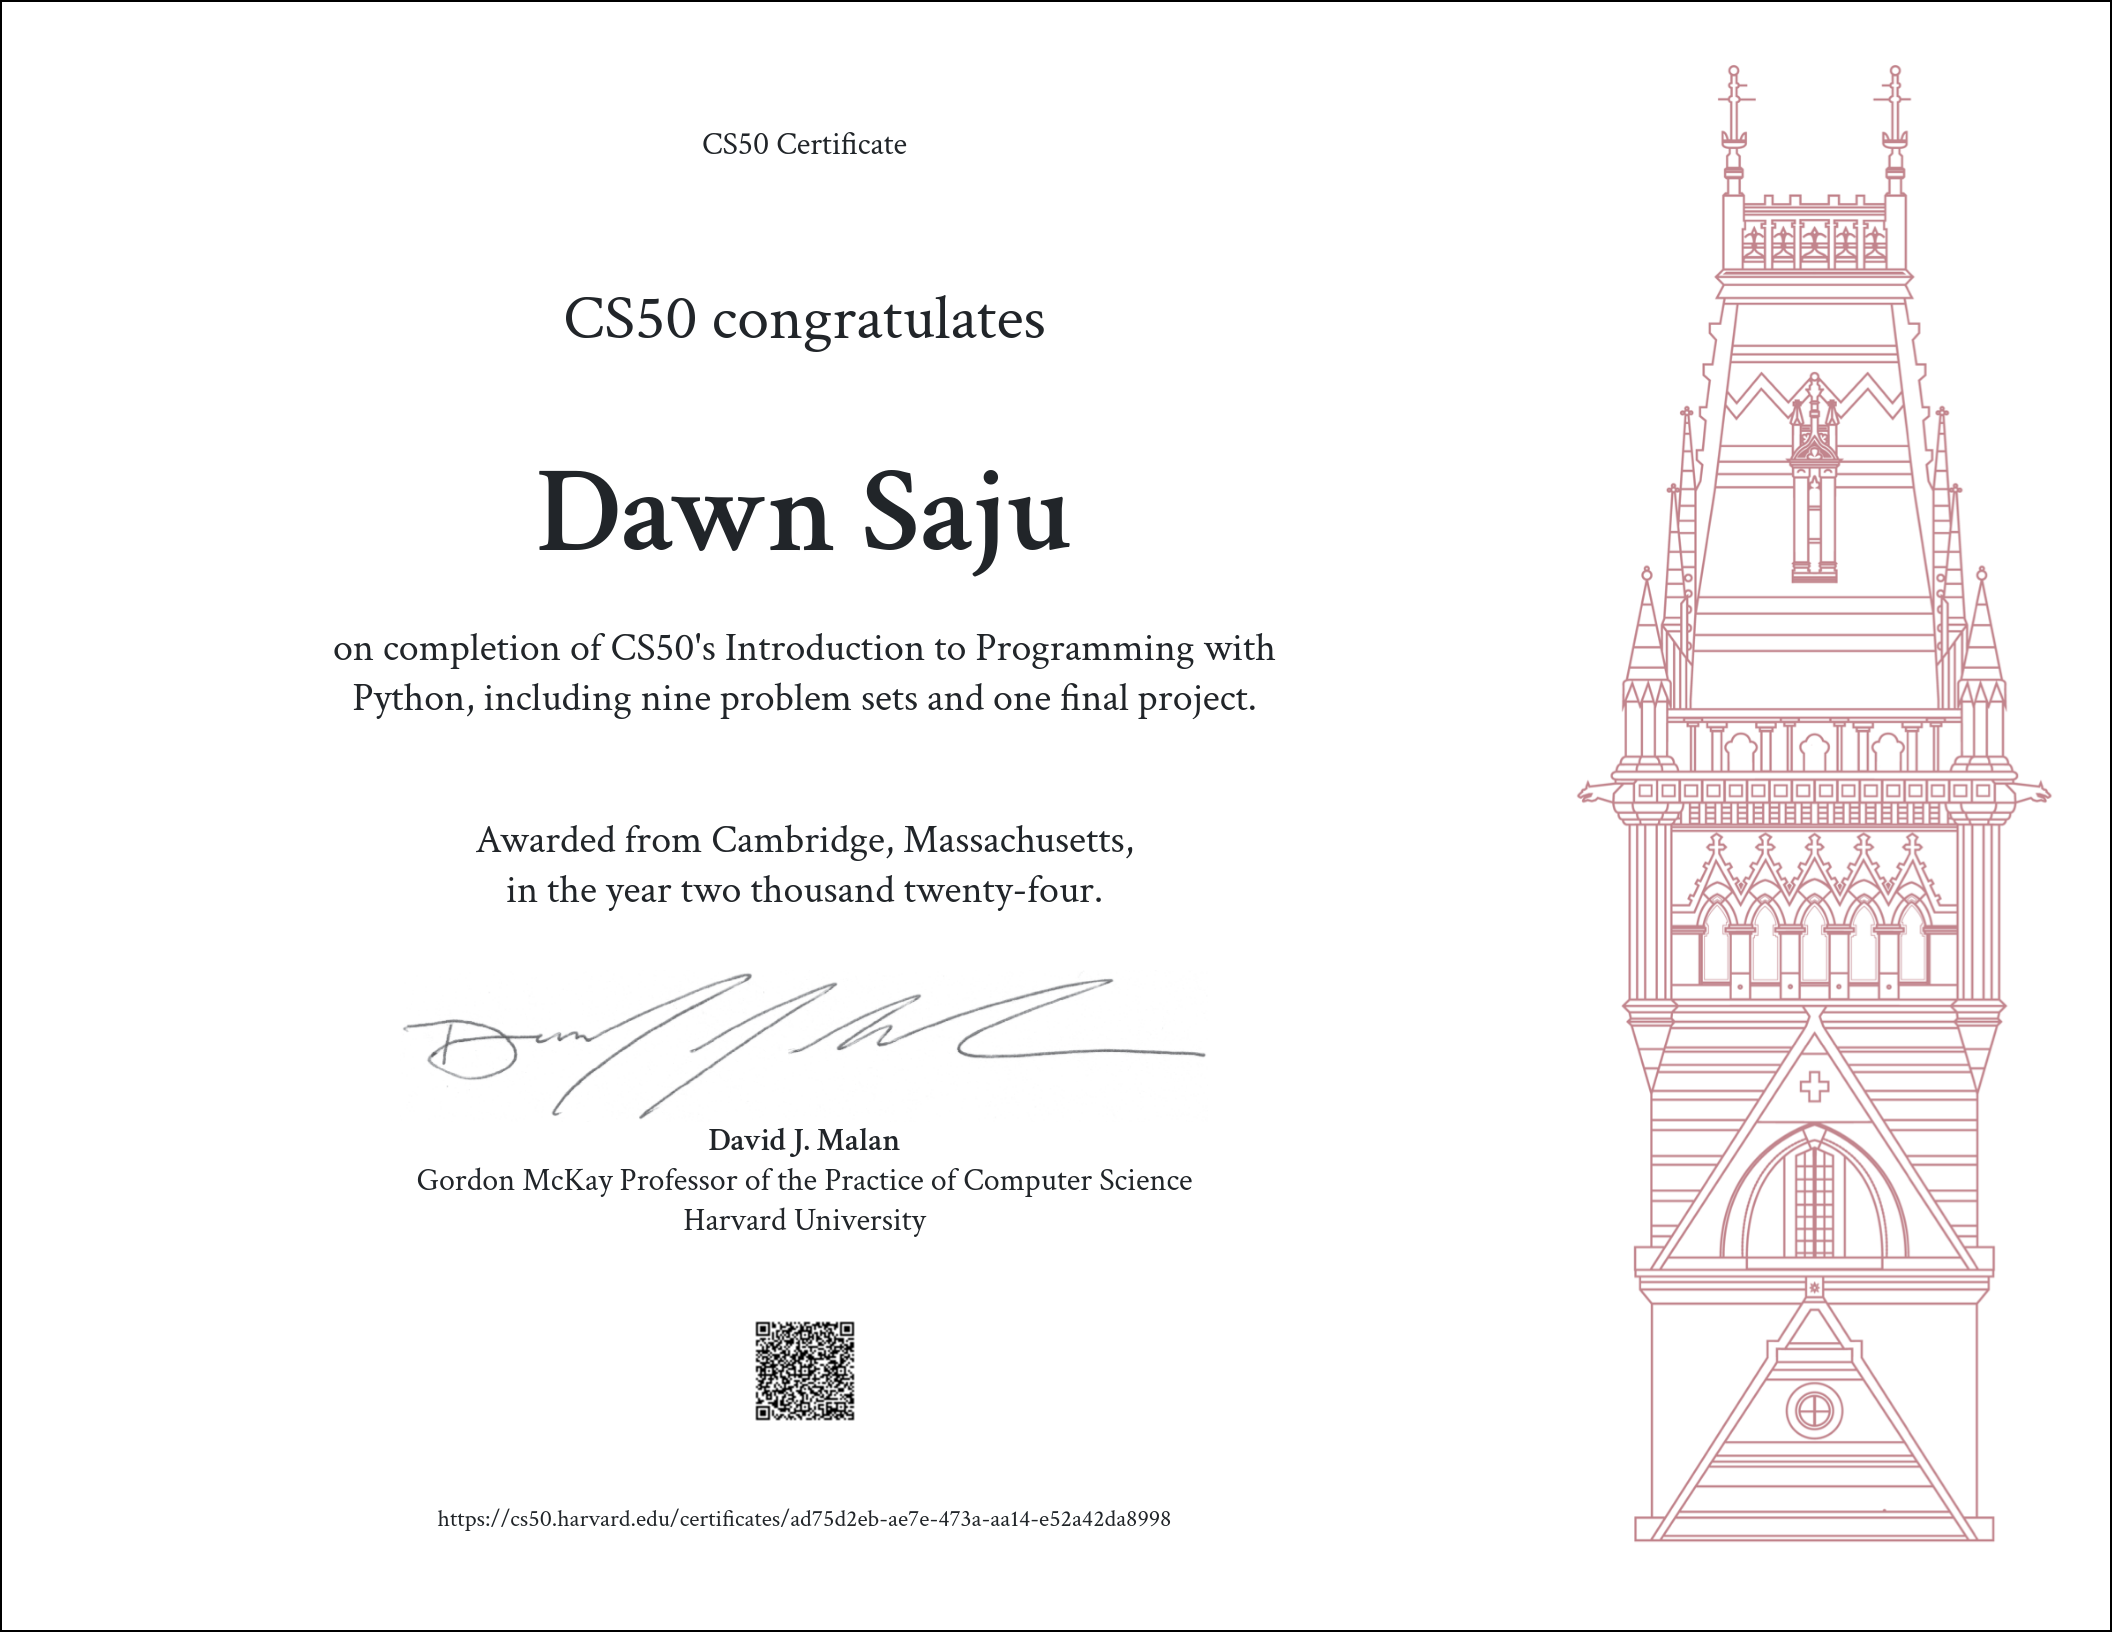 CS50 Certificate
CS50 congratulates
Dawn Saju
on completion of CS50's Introduction to Programming with
Python, including nine problem sets and one final project.
Awarded from Cambridge, Massachusetts,
in the year two thousand twenty-four.
David J. Malan
Gordon McKay Professor of the Practice of Computer Science
Harvard University
https://cs50.harvard.edu/certificates/ad75d2eb-ae7e-473a-aa14-e52a42da8998